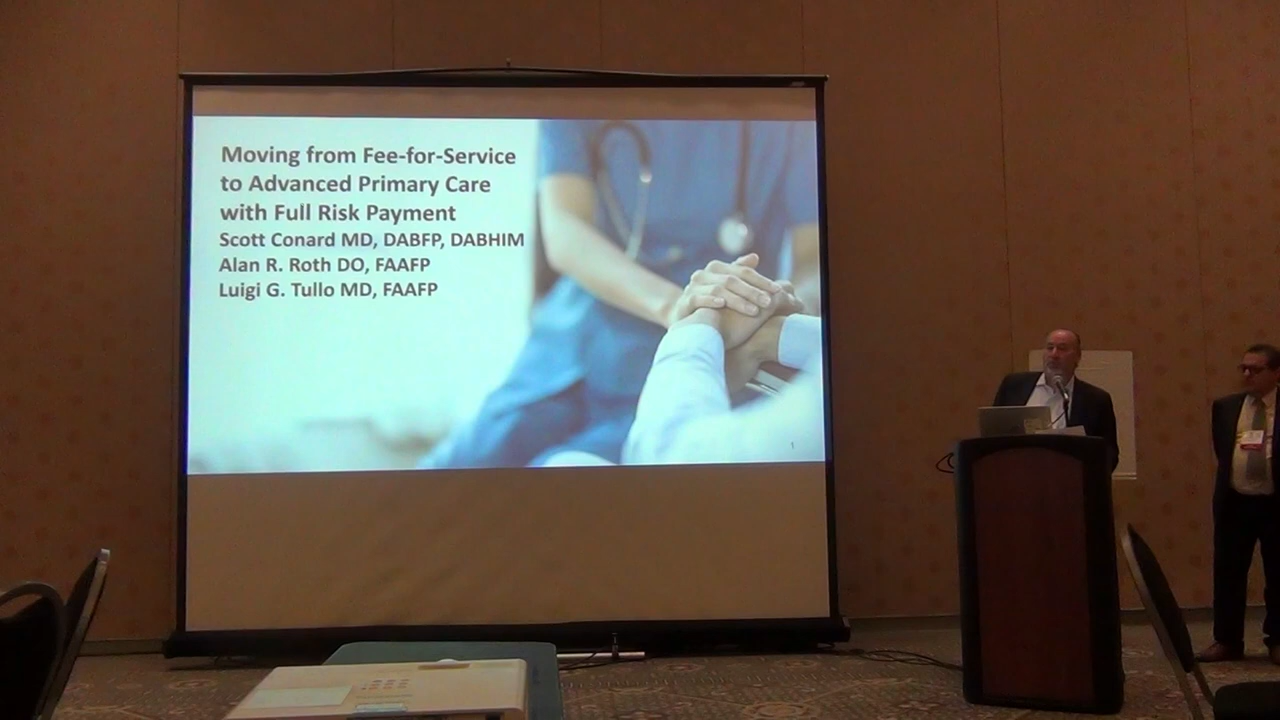 Moving from Fee-for-Service
to Advanced Primary Care
with Full Risk Payment
Scott Conard MD, DABFP, DABHIM
Alan R. Roth DO, FAAFP
Luigi G. Tullo MD, FAAFP
1